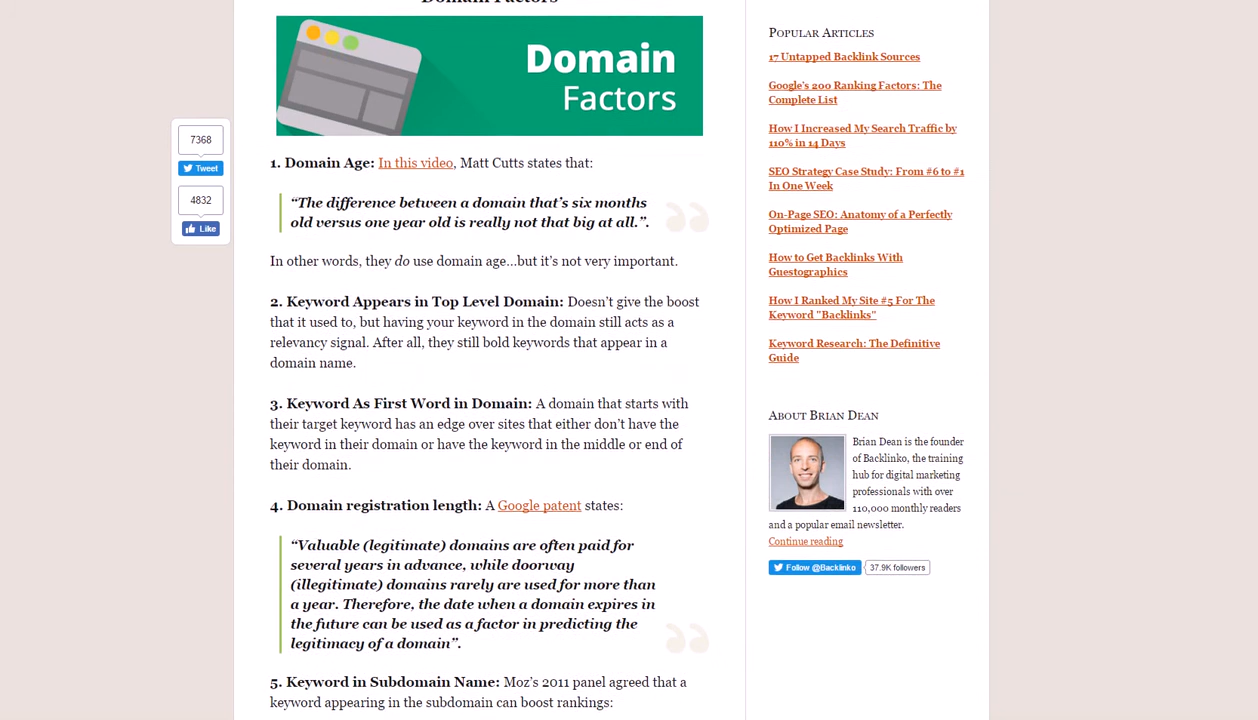 Domain Factors
Domain
Factors
7368
Tweet
4832
Like
1. Domain Age: In this video, Matt Cutts states that:
“The difference between a domain that’s six months
old versus one year old is really not that big at all.”.
In other words, they do use domain age…but it’s not very important.
2. Keyword Appears in Top Level Domain: Doesn’t give the boost
that it used to, but having your keyword in the domain still acts as a
relevancy signal. After all, they still bold keywords that appear in a
domain name.
3. Keyword As First Word in Domain: A domain that starts with
their target keyword has an edge over sites that either don’t have the
keyword in their domain or have the keyword in the middle or end of
their domain.
4. Domain registration length: A Google patent states:
“Valuable (legitimate) domains are often paid for
several years in advance, while doorway
(illegitimate) domains rarely are used for more than
a year. Therefore, the date when a domain expires in
the future can be used as a factor in predicting the
legitimacy of a domain”.
5. Keyword in Subdomain Name: Moz’s 2011 panel agreed that a
keyword appearing in the subdomain can boost rankings:
Popular Articles
17 Untapped Backlink Sources
Google’s 200 Ranking Factors: The
Complete List
How I Increased My Search Traffic by
110% in 14 Days
SEO Strategy Case Study: From #6 to #1
In One Week
On-Page SEO: Anatomy of a Perfectly
Optimized Page
How to Get Backlinks With
Guestographics
How I Ranked My Site #5 For The
Keyword "Backlinks"
Keyword Research: The Definitive
Guide
About Brian Dean
Brian Dean is the founder
of Backlinko, the training
hub for digital marketing
professionals with over
110,000 monthly readers
and a popular email newsletter.
Continue reading
Follow @Backlinko
37.9K followers